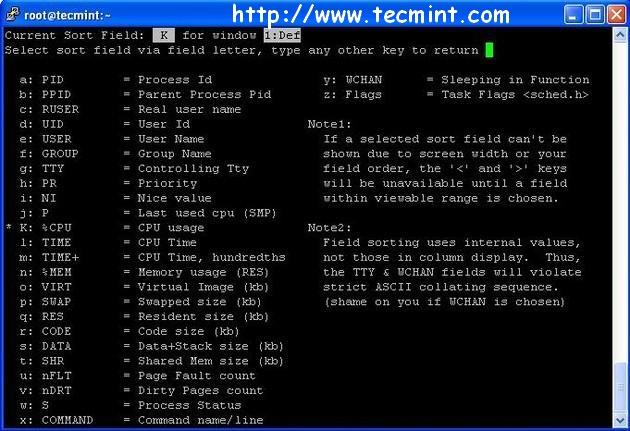 root@tecmint:~
http://www.tecmint.com
Current Sort Field:  K  for window 1:Def
Select sort field via field letter, type any other key to return
a: PID        = Process Id
b: PPID       = Parent Process Pid
c: RUSER      = Real user name
d: UID        = User Id
e: USER       = User Name
f: GROUP      = Group Name
g: TTY        = Controlling Tty
h: PR         = Priority
i: NI         = Nice value
j: P          = Last used cpu (SMP)
* K: %CPU       = CPU usage
l: TIME       = CPU Time
m: TIME+      = CPU Time, hundredths
n: %MEM       = Memory usage (RES)
o: VIRT       = Virtual Image (kb)
p: SWAP       = Swapped size (kb)
q: RES        = Resident size (kb)
r: CODE       = Code size (kb)
s: DATA       = Data+Stack size (kb)
t: SHR        = Shared Mem size (kb)
u: nFLT       = Page Fault count
v: nDRT       = Dirty Pages count
w: S          = Process Status
x: COMMAND    = Command name/line
y: WCHAN      = Sleeping in Function
z: Flags      = Task Flags <sched.h>
Note1:
If a selected sort field can't be
shown due to screen width or your
field order, the '<' and '>' keys
will be unavailable until a field
within viewable range is chosen.
Note2:
Field sorting uses internal values,
not those in column display.  Thus,
the TTY & WCHAN fields will violate
strict ASCII collating sequence.
(shame on you if WCHAN is chosen)